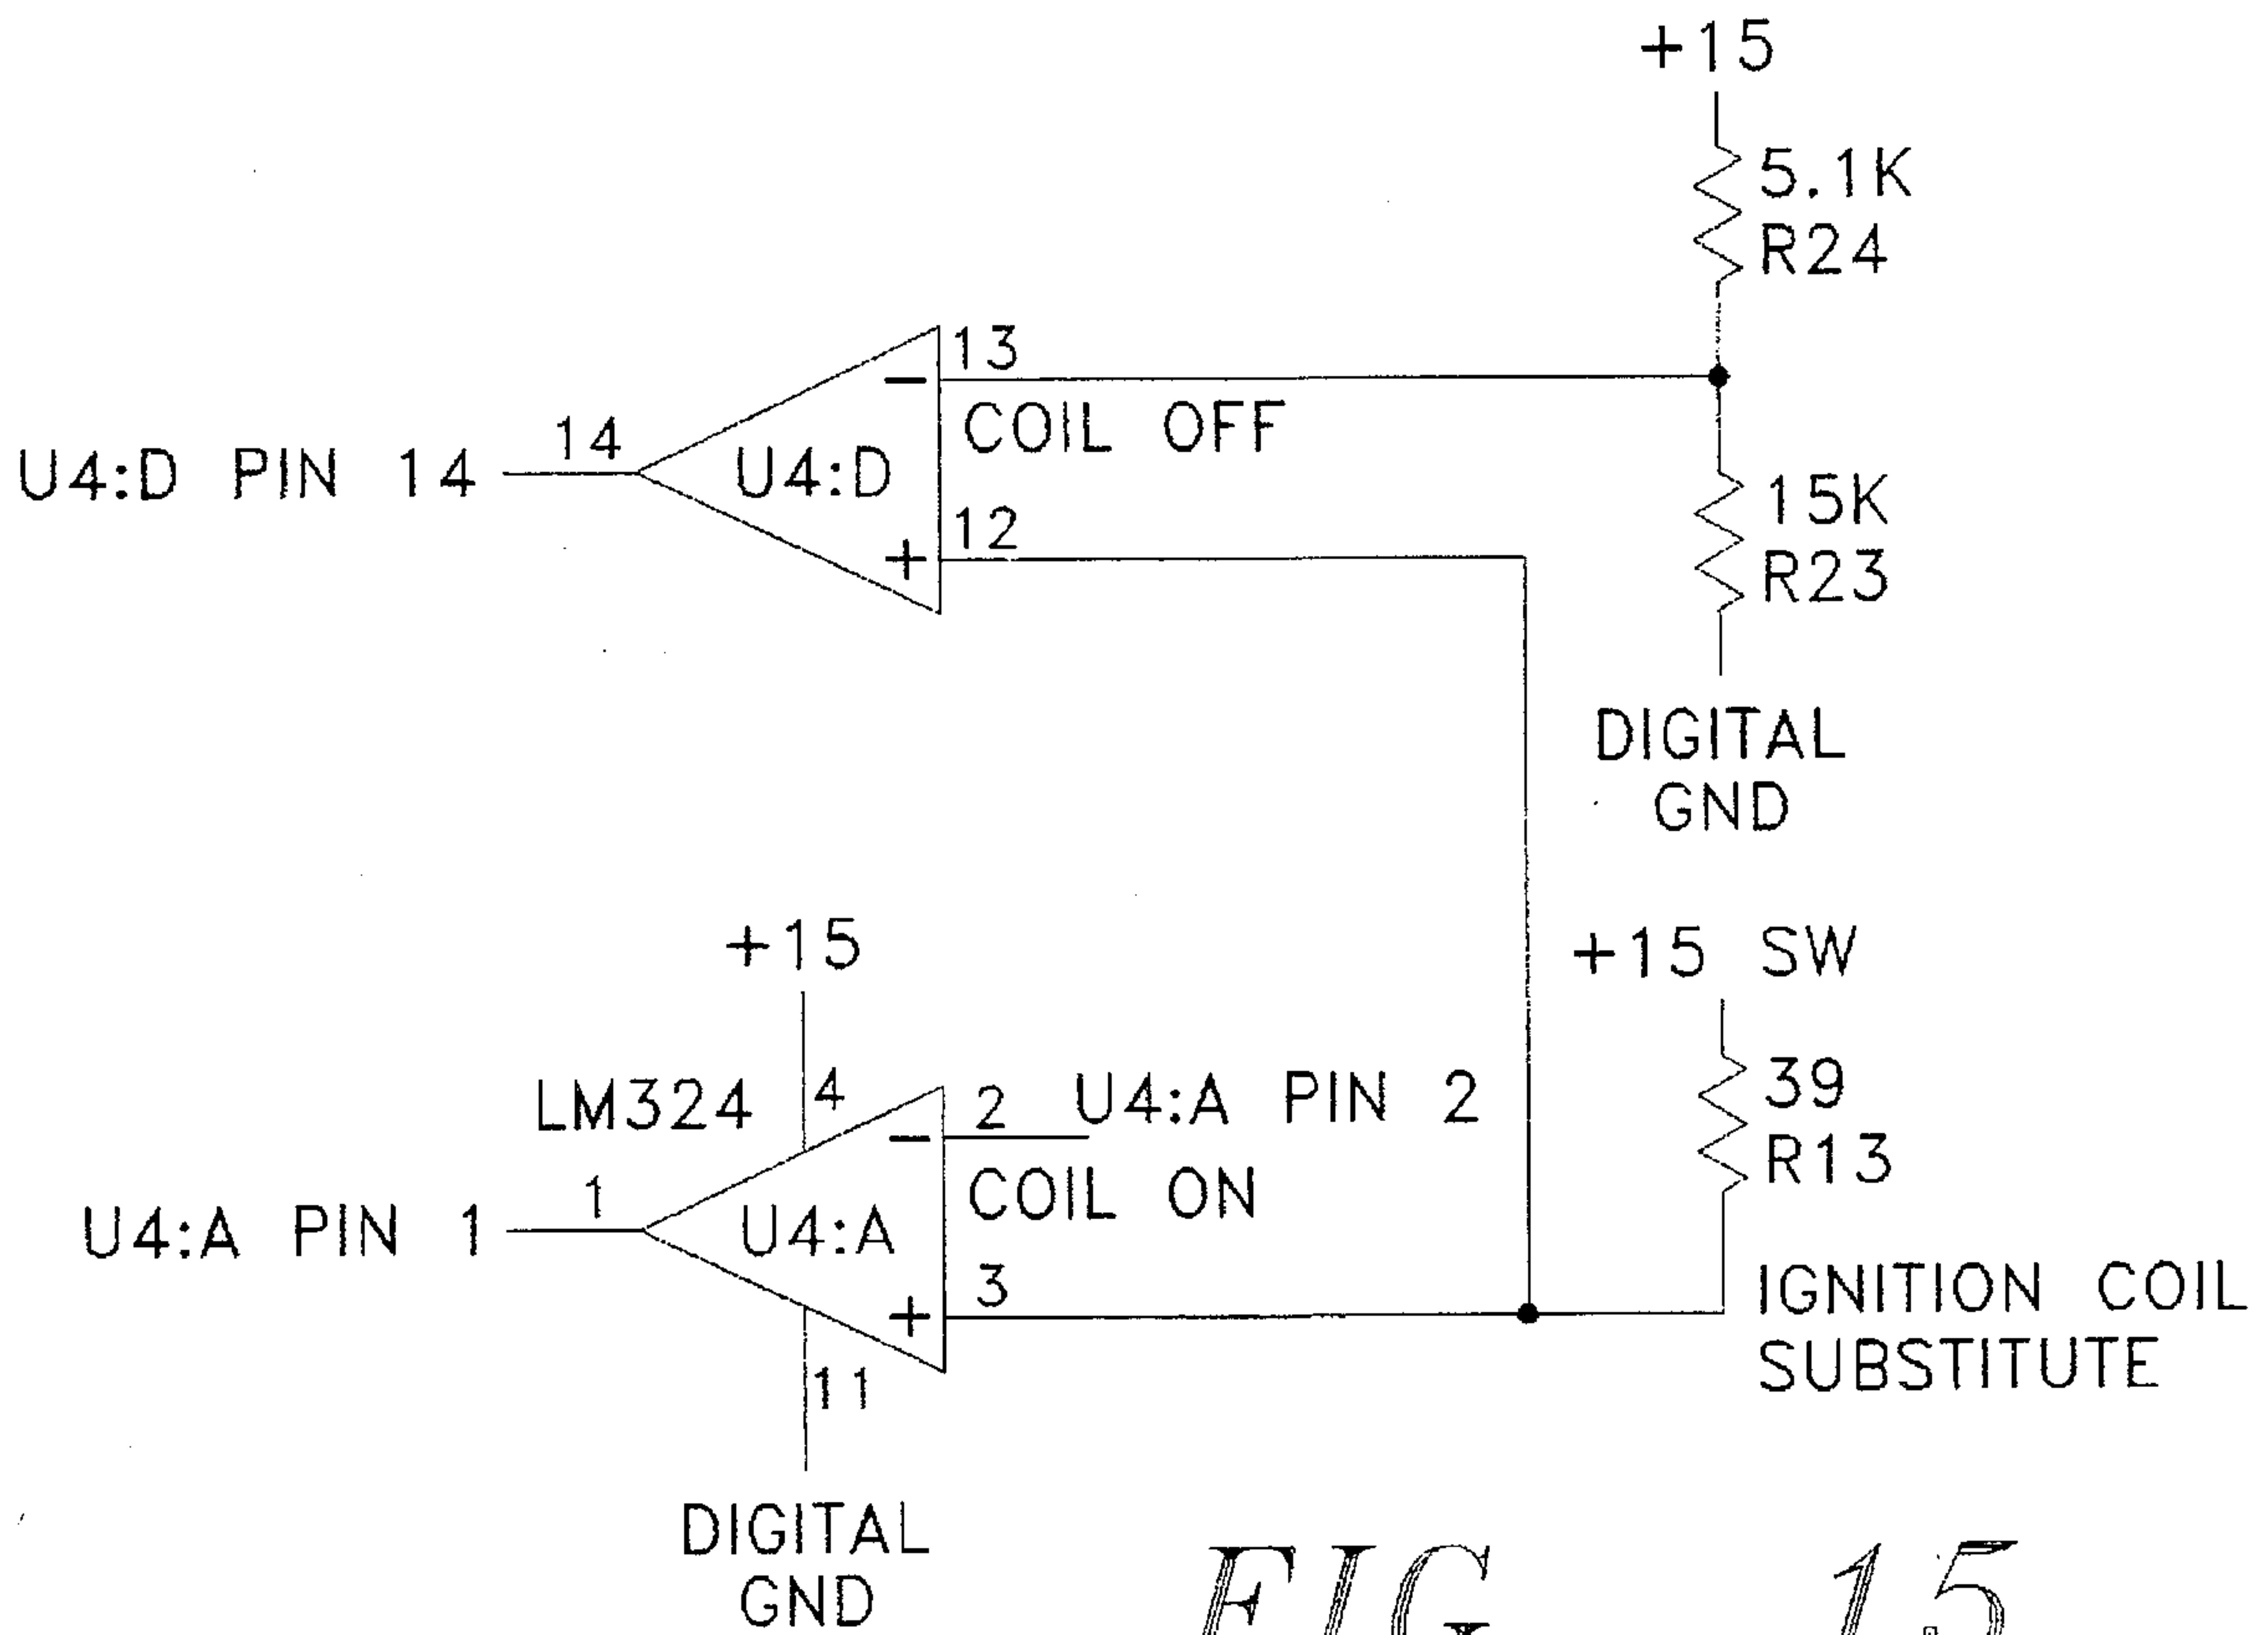 +15
5.1K
R24
13
COIL OFF
14
U4:D PIN 14
U4:D
12
15K
R23
DIGITAL
GND
+15
+15 SW
LM324
4
2
U4:A PIN 2
39
R13
COIL ON
1
U4:A PIN 1
U4:A
3
IGNITION COIL
SUBSTITUTE
11
DIGITAL
GND
FIG 15
-
+
-
+